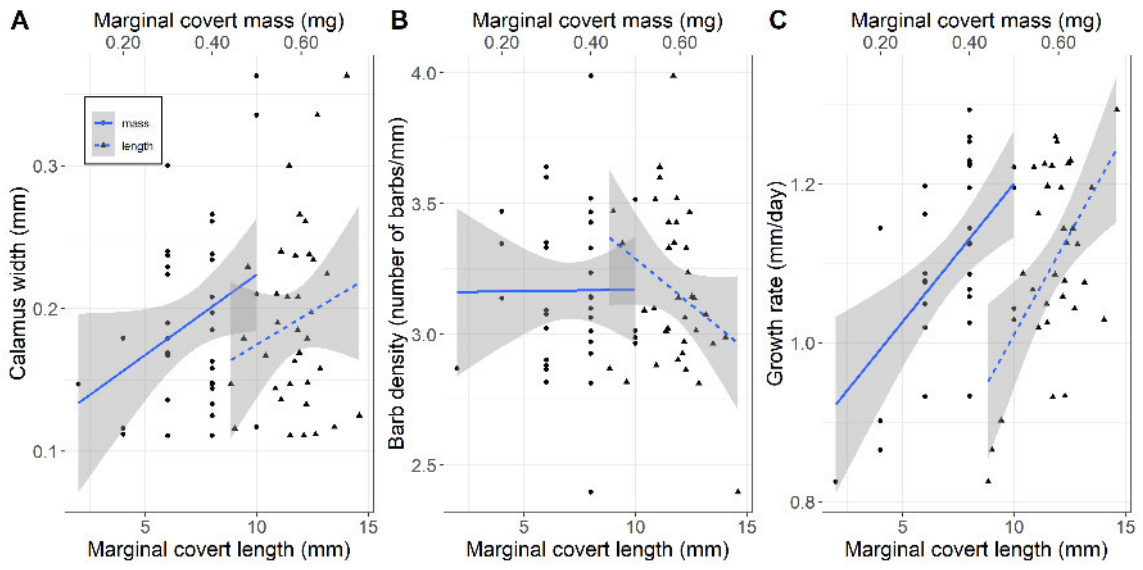 A
Marginal covert mass (mg)
0.20 0.40 0.60
mass
length
Calamus width (mm)
0.3
0.2
0.1
5 10 15
Marginal covert length (mm)
B
Marginal covert mass (mg)
0.20 0.40 0.60
Barb density (number of barbs/mm)
4.0
3.5
3.0
2.5
5 10 15
Marginal covert length (mm)
C
Marginal covert mass (mg)
0.20 0.40 0.60
Growth rate (mm/day)
1.2
1.0
0.8
5 10 15
Marginal covert length (mm)